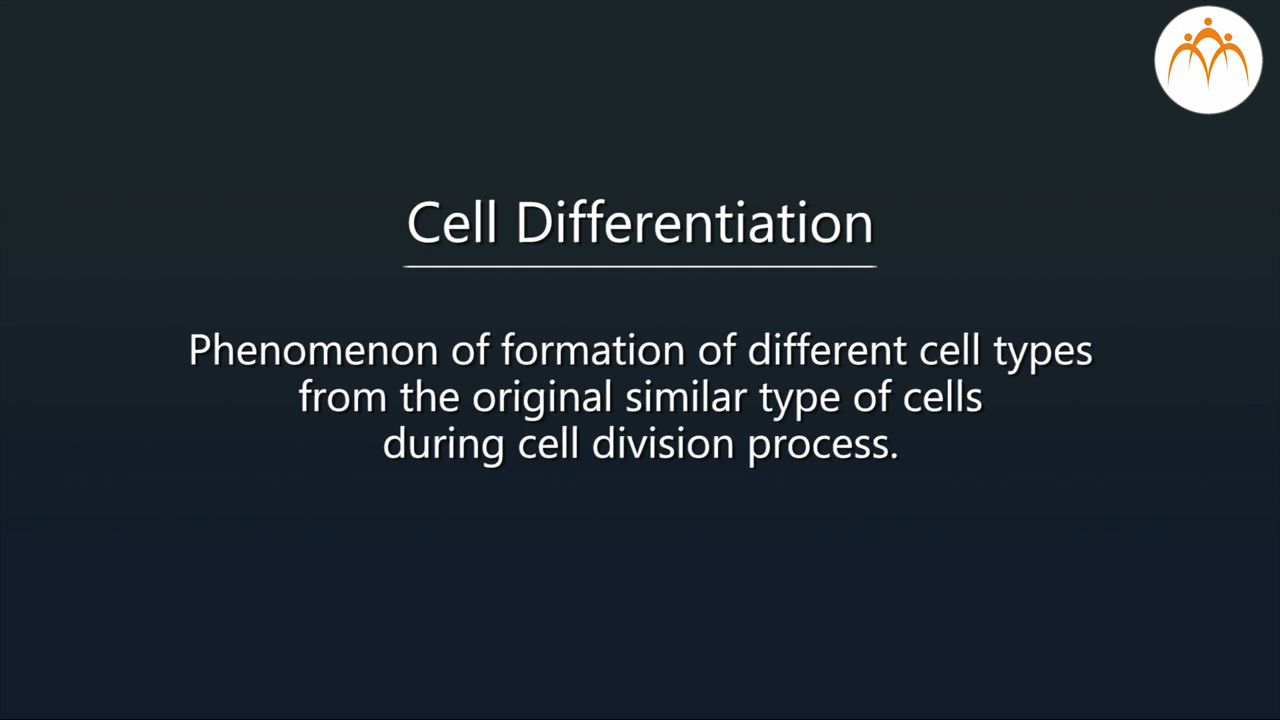 Cell Differentiation
Phenomenon of formation of different cell types
from the original similar type of cells
during cell division process.